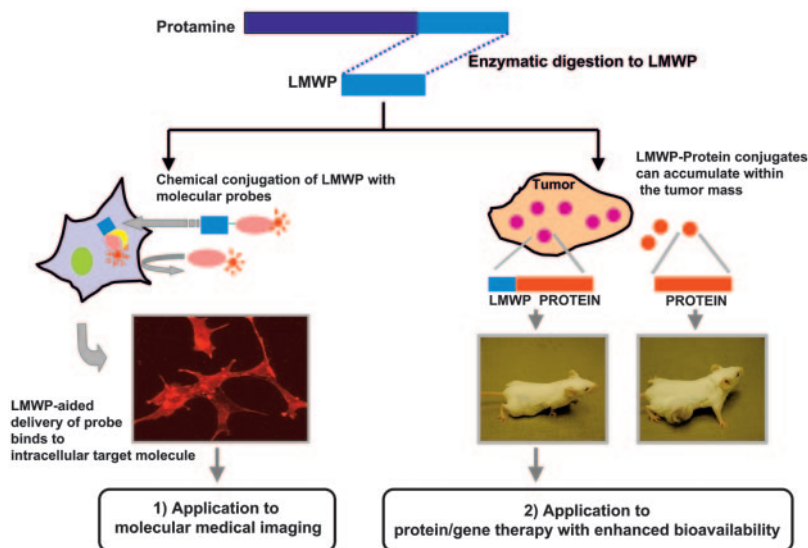 Protamine
Enzymatic digestion to LMWP
LMWP
Chemical conjugation of LMWP with
molecular probes
LMWP-Protein conjugates
can accumulate within
the tumor mass
Tumor
LMWP PROTEIN
PROTEIN
LMWP-aided
delivery of probe
binds to
intracellular target molecule
1) Application to
molecular medical imaging
2) Application to
protein/gene therapy with enhanced bioavailability